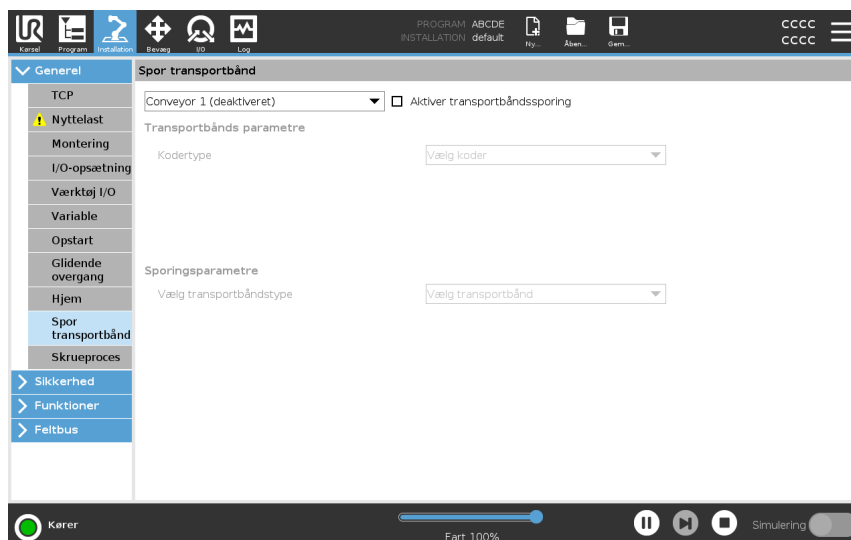 PROGRAM ABCDE
INSTALLATION default
CCCC
CCCC
Kørsel Program Installation Bevæg I/O Log Ny... Åben... Gem...
Generel
TCP
Nyttelast
Montering
I/O-opsætning
Værktøj I/O
Variable
Opstart
Glidende
overgang
Hjem
Spor
transportbånd
Skrueproces
Sikkerhed
Funktioner
Feltbus
Spor transportbånd
Conveyor 1 (deaktiveret) Aktiver transportbåndssporing
Transportbånds parametre
Kodertype Vælg koder
Sporingsparametre
Vælg transportbåndstype Vælg transportbånd
Kører
Fart 100%
Simulering